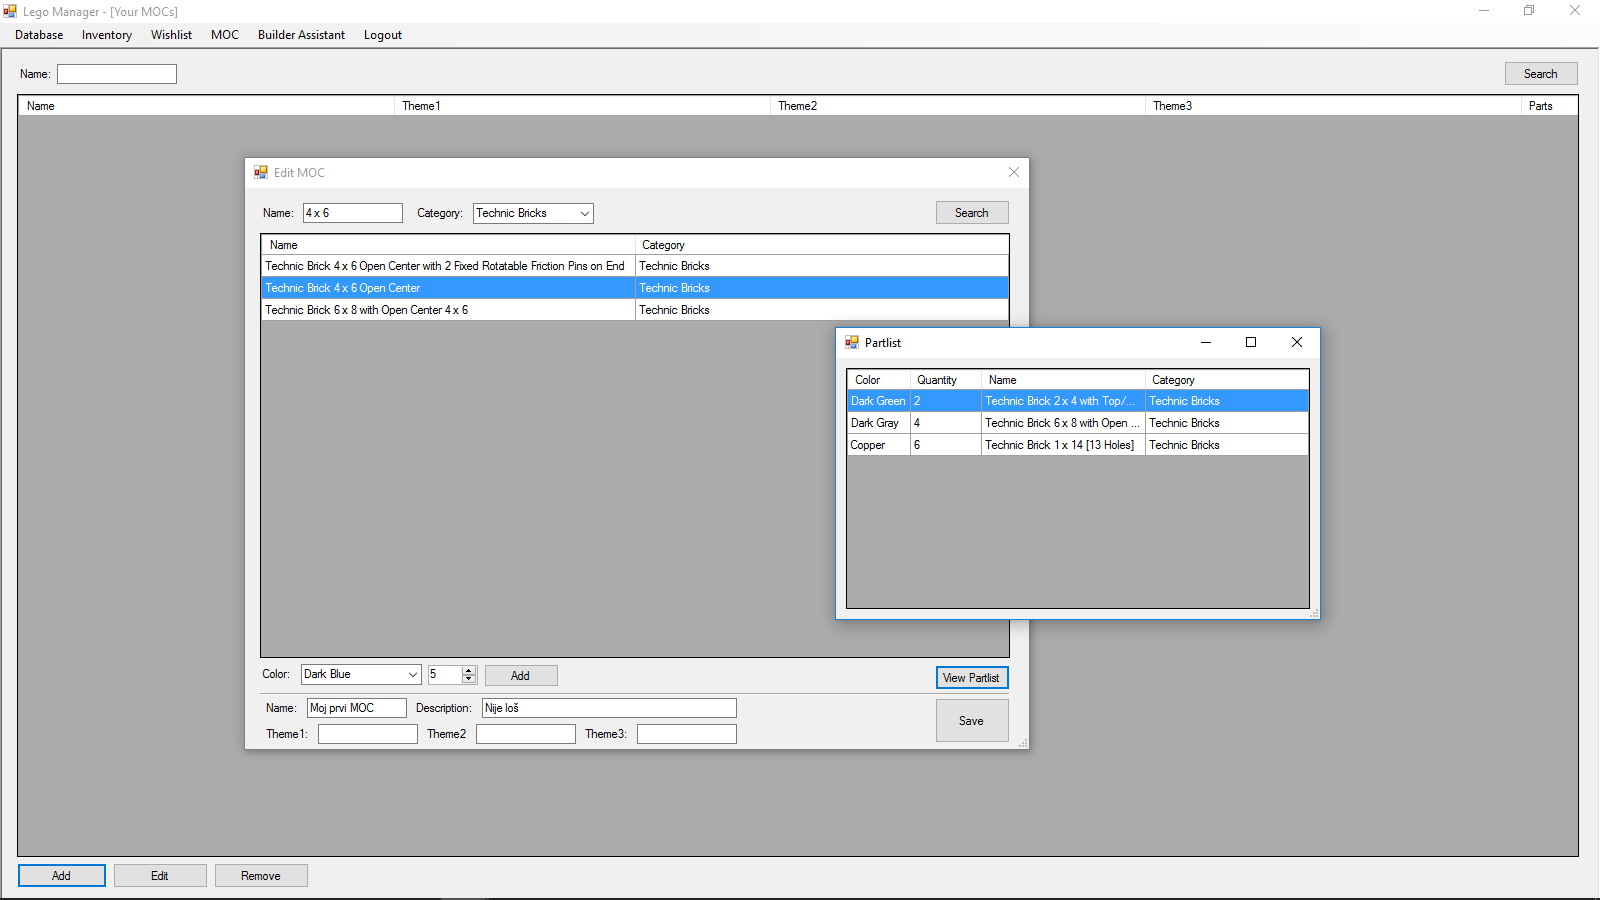 Lego Manager - [Your MOCs]
Database Inventory Wishlist MOC Builder Assistant Logout
Name: Search
Name Theme1 Theme2 Theme3 Parts
Edit MOC
Name: 4 x 6 Category: Technic Bricks Search
Name Category
Technic Brick 4 x 6 Open Center with 2 Fixed Rotatable Friction Pins on End Technic Bricks
Technic Brick 4 x 6 Open Center Technic Bricks
Technic Brick 6 x 8 with Open Center 4 x 6 Technic Bricks
Partlist
Color Quantity Name Category
Dark Green 2 Technic Brick 2 x 4 with Top/... Technic Bricks
Dark Gray 4 Technic Brick 6 x 8 with Open ... Technic Bricks
Copper 6 Technic Brick 1 x 14 [13 Holes] Technic Bricks
Color: Dark Blue 5 Add View Partlist
Name: Moj prvi MOC Description: Nije loš Save
Theme1: Theme2 Theme3:
Add Edit Remove